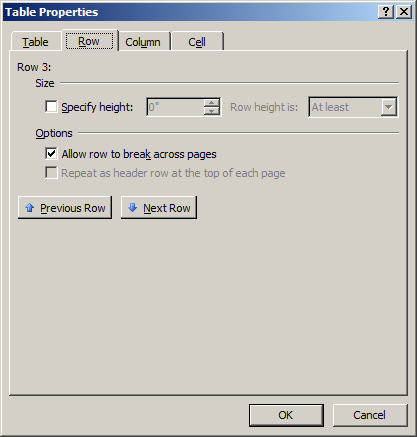 Table Properties
Table Row Column Cell
Row 3:
Size
Specify height: 0" Row height is: At least
Options
Allow row to break across pages
Repeat as header row at the top of each page
Previous Row Next Row
OK Cancel